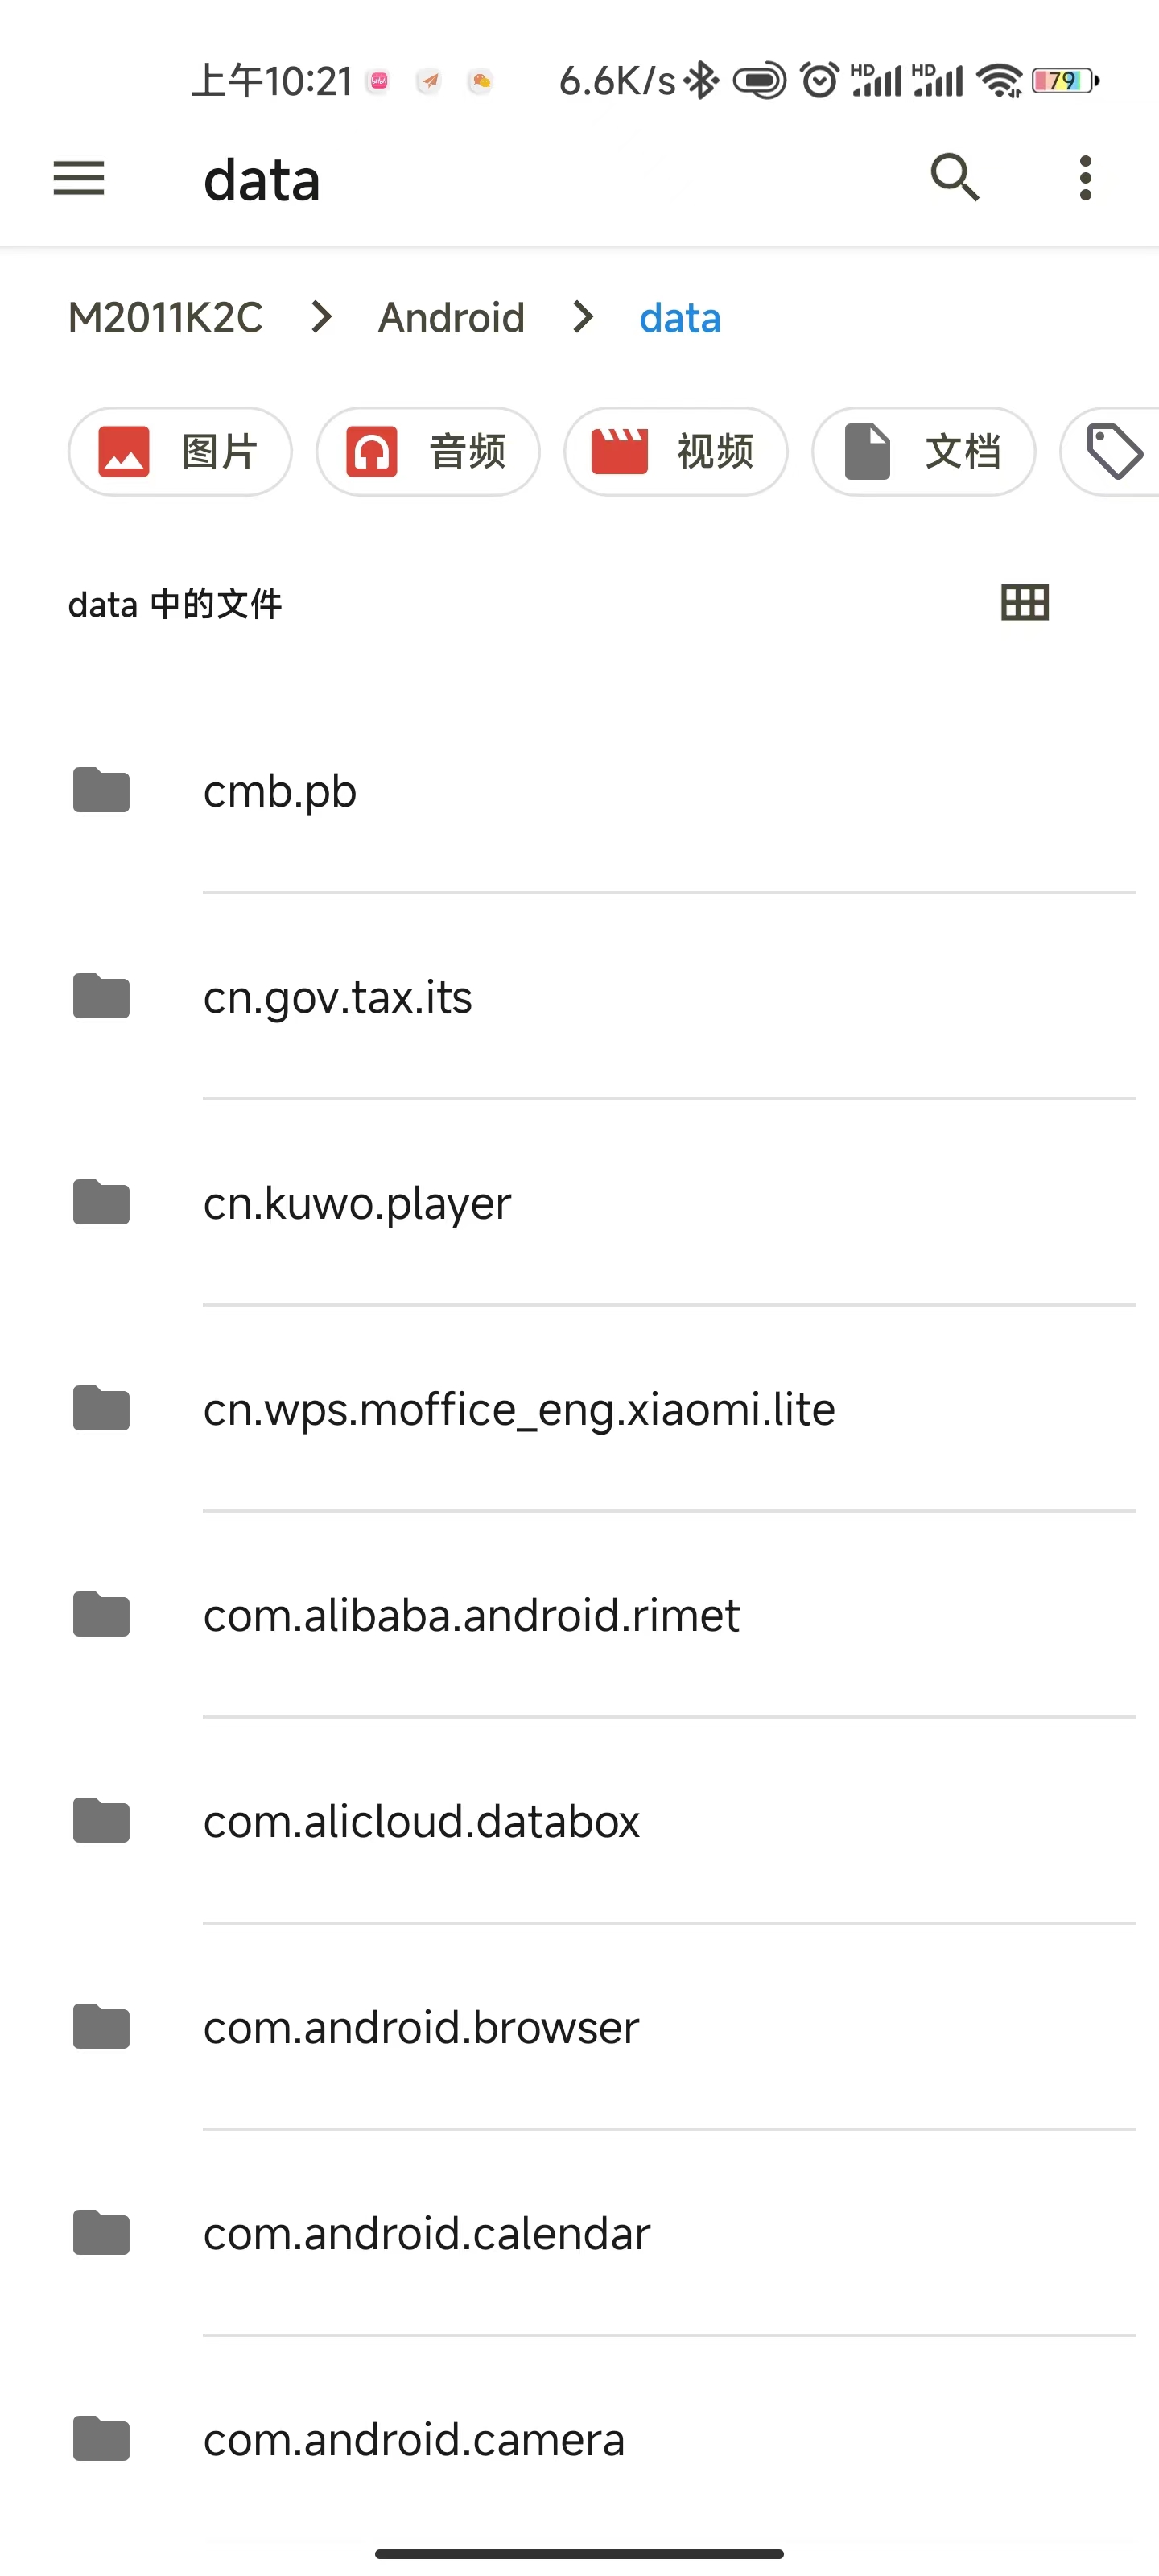 上午10:21 6.6K/s HD HD 79
data
M2011K2C Android data
图片 音频 视频 文档
data 中的文件
cmb.pb
cn.gov.tax.its
cn.kuwo.player
cn.wps.moffice_eng.xiaomi.lite
com.alibaba.android.rimet
com.alicloud.databox
com.android.browser
com.android.calendar
com.android.camera